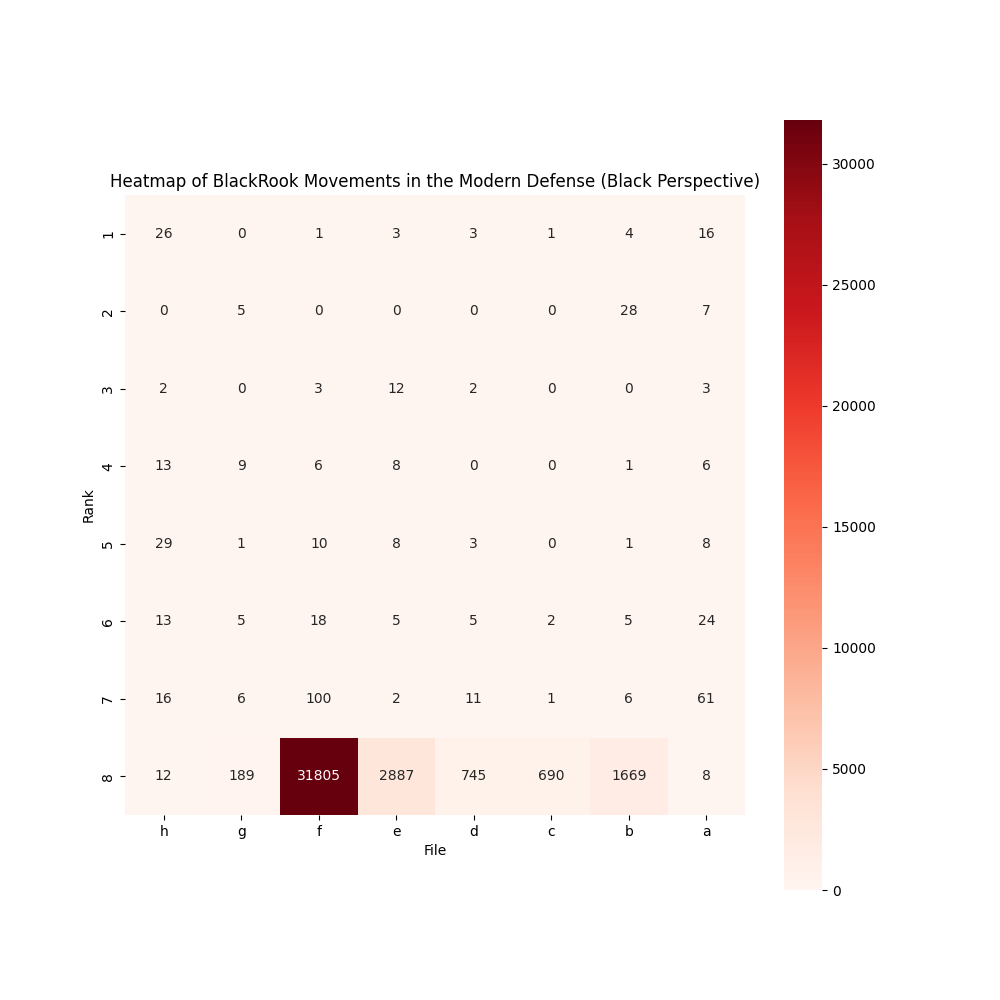 Heatmap of BlackRook Movements in the Modern Defense (Black Perspective)
1 26 0 1 3 3 1 4 16
2 0 5 0 0 0 0 28 7
3 2 0 3 12 2 0 0 3
4 13 9 6 8 0 0 1 6
Rank
5 29 1 10 8 3 0 1 8
6 13 5 18 5 5 2 5 24
7 16 6 100 2 11 1 6 61
8 12 189 31805 2887 745 690 1669 8
h g f e d c b a
File
30000
25000
20000
15000
10000
5000
0